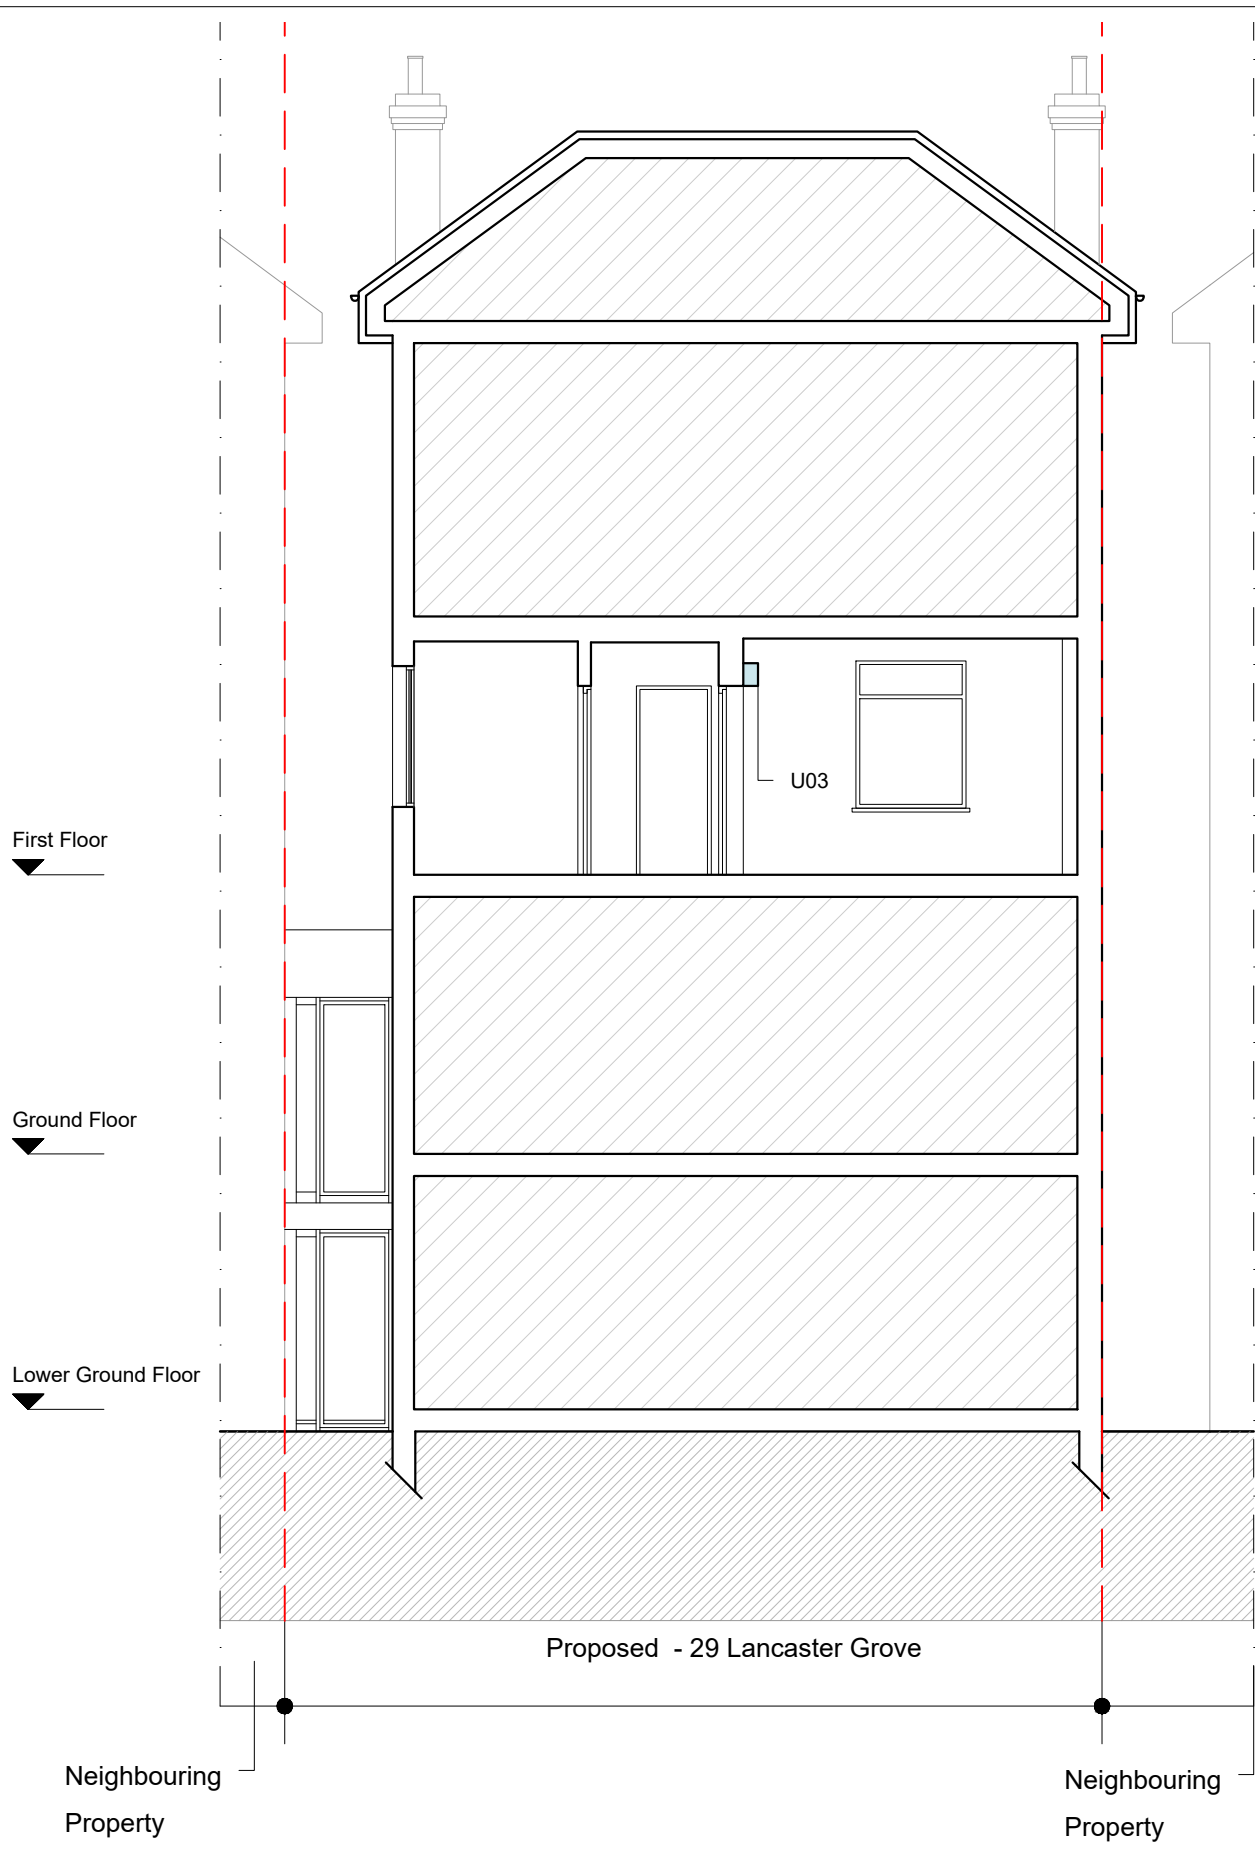 U03
First Floor
Ground Floor
Lower Ground Floor
Proposed - 29 Lancaster Grove
Neighbouring
Property
Neighbouring
Property